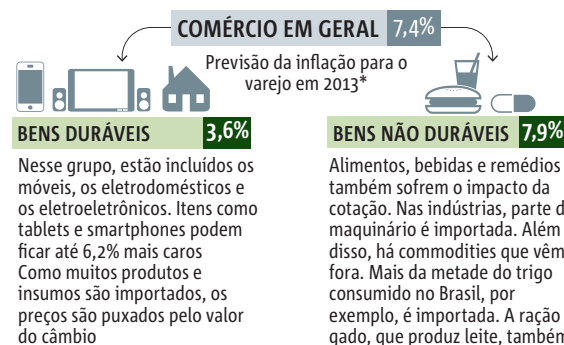 COMÉRCIO EM GERAL 7,4%
Previsão da inflação para o
varejo em 2013*
BENS DURÁVEIS 3,6%
Nesse grupo, estão incluídos os
móveis, os eletrodomésticos e
os eletroeletrônicos. Itens como
tablets e smartphones podem
ficar até 6,2% mais caros
Como muitos produtos e
insumos são importados, os
preços são puxados pelo valor
do câmbio
BENS NÃO DURÁVEIS 7,9%
Alimentos, bebidas e remédios
também sofrem o impacto da
cotação. Nas indústrias, parte d
maquinário é importada. Além
disso, há commodities que vêm
fora. Mais da metade do trigo
consumido no Brasil, por
exemplo, é importada. A ração
gado, que produz leite, também